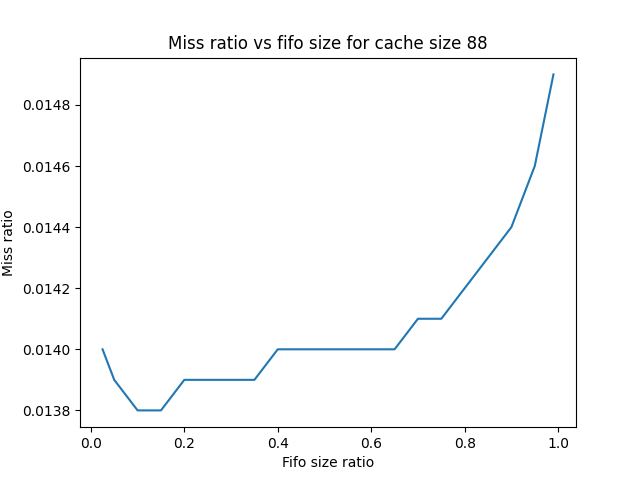 Miss ratio vs fifo size for cache size 88
0.0148
0.0146
0.0144
0.0142
0.0140
0.0138
Miss ratio
0.0 0.2 0.4 0.6 0.8 1.0
Fifo size ratio